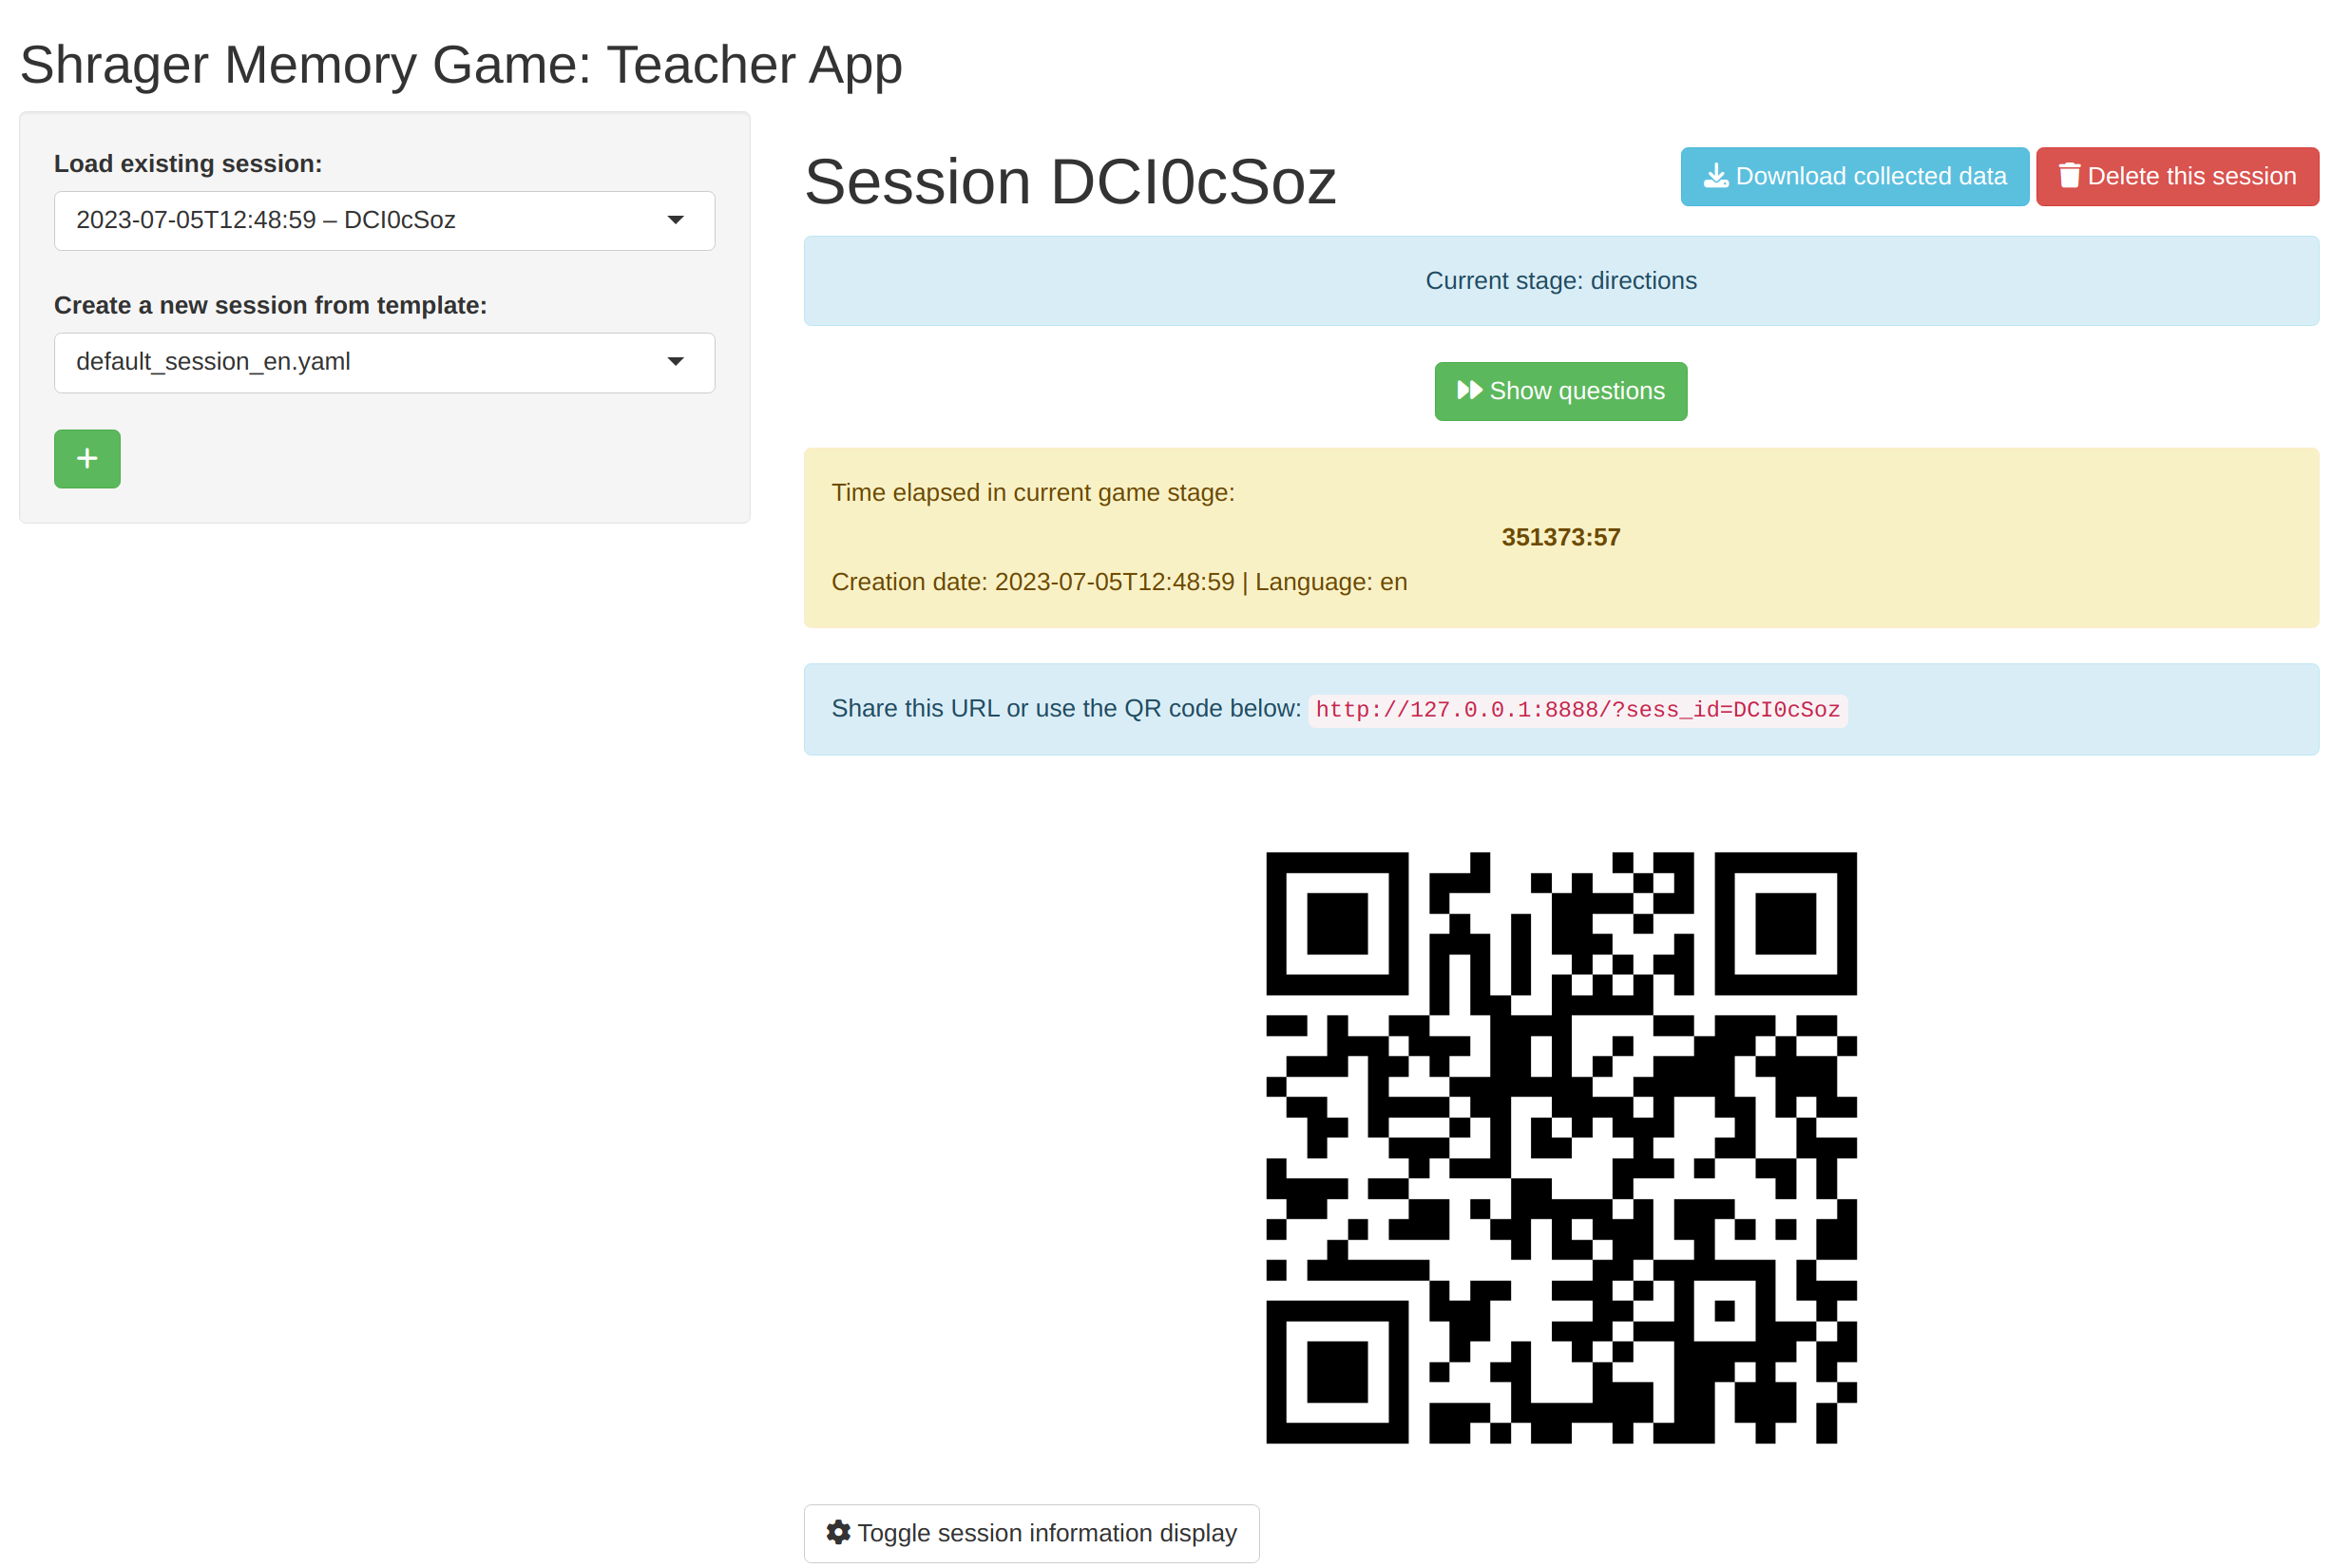 Shrager Memory Game: Teacher App
Load existing session:
2023-07-05T12:48:59 – DCI0cSoz
Create a new session from template:
default_session_en.yaml
+
Session DCI0cSoz
Download collected data
Delete this session
Current stage: directions
Show questions
Time elapsed in current game stage:
351373:57
Creation date: 2023-07-05T12:48:59 | Language: en
Share this URL or use the QR code below: http://127.0.0.1:8888/?sess_id=DCI0cSoz
Toggle session information display